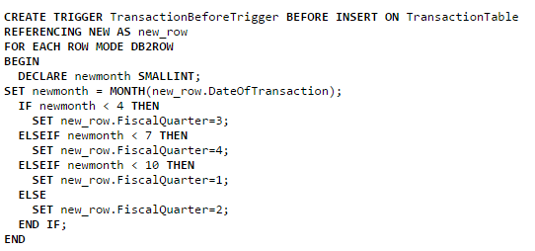 CREATE TRIGGER TransactionBeforeTrigger BEFORE INSERT ON TransactionTable
REFERENCING NEW AS new_row
FOR EACH ROW MODE DB2ROW
BEGIN
  DECLARE newmonth SMALLINT;
SET newmonth = MONTH(new_row.DateOfTransaction);
  IF newmonth < 4 THEN
    SET new_row.FiscalQuarter=3;
  ELSEIF newmonth < 7 THEN
    SET new_row.FiscalQuarter=4;
  ELSEIF newmonth < 10 THEN
    SET new_row.FiscalQuarter=1;
  ELSE
    SET new_row.FiscalQuarter=2;
  END IF;
END